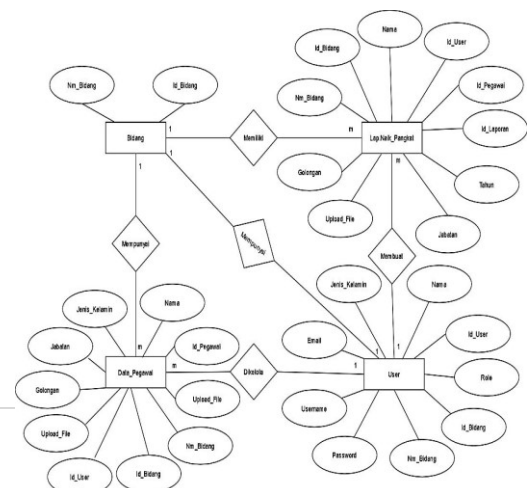 Nama
Id_Bidang
Id_User
Nm_Bidang
Id_Bidang
Id_Pegawai
Nm_Bidang
Id_Laporan
Bidang
1
Memiliki
m
Lap.Naik_Pangkat
1
1
m
Golongan
Tahun
Upload_File
Jabatan
Mempunyai
Mempunyai
Membuat
Jenis_Kelamin
Nama
Jenis_Kelamin
Nama
Id_User
Email
Jabatan
m
Id_Pegawai
1
1
Data_Pegawai
m
Dikelola
1
User
Role
Golongan
Upload_File
Username
Id_Bidang
Upload_File
Nm_Bidang
Password
Nm_Bidang
Id_User
Id_Bidang